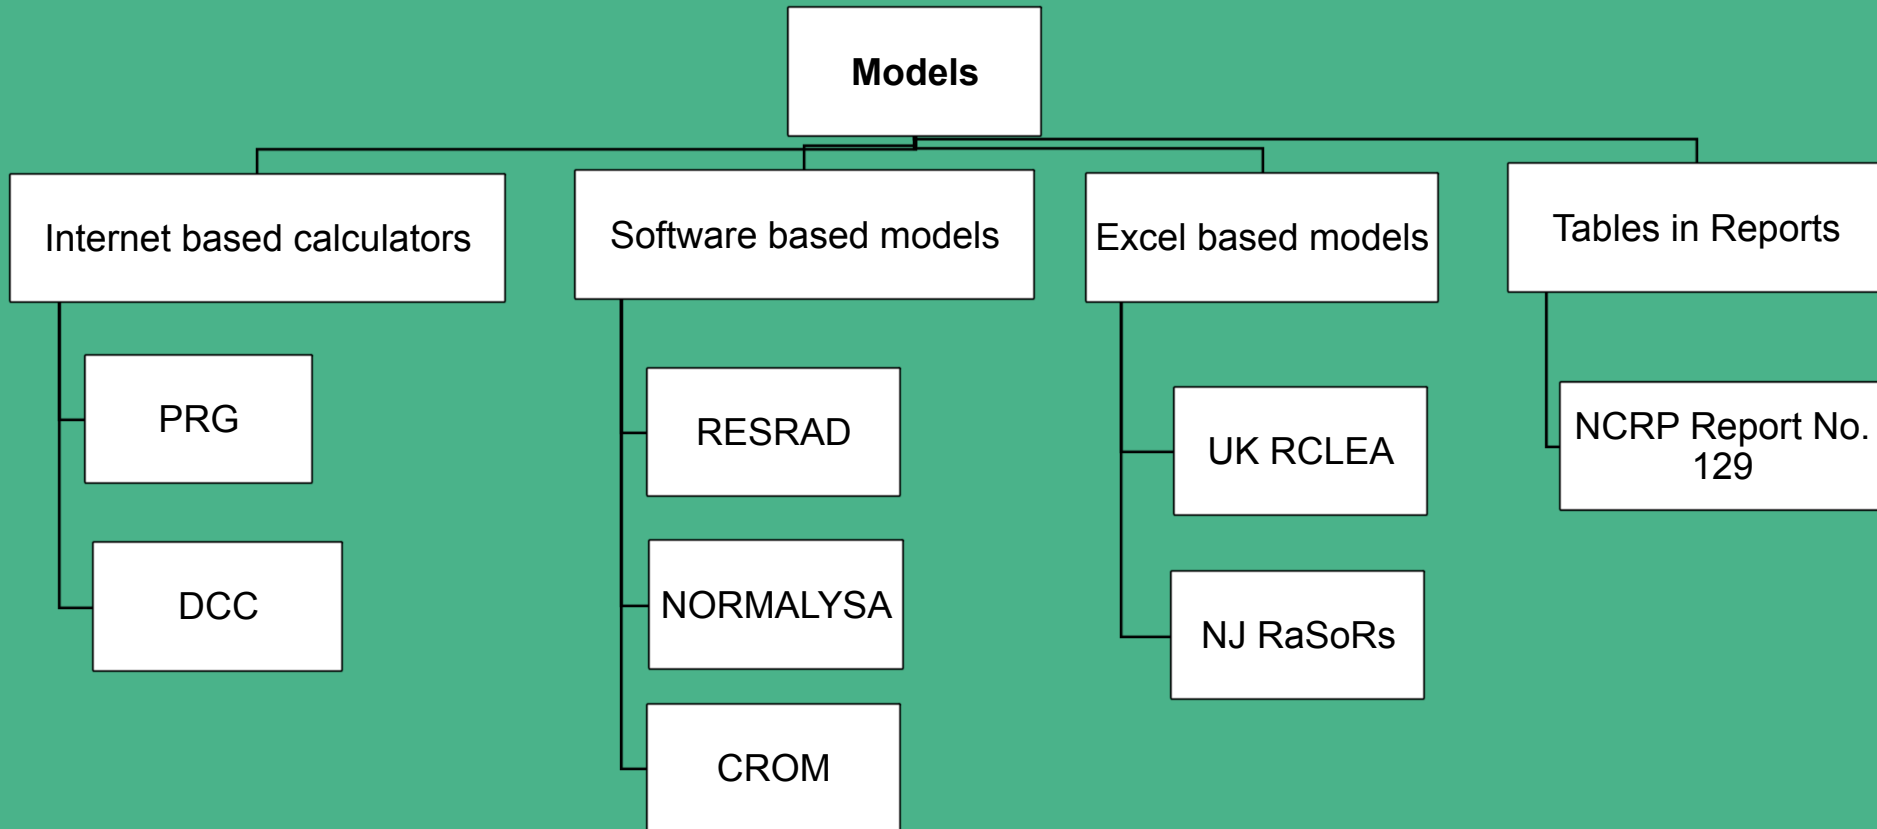 Models
Internet based calculators
Software based models
Excel based models
Tables in Reports
PRG
DCC
RESRAD
NORMALYSA
CROM
UK RCLEA
NJ RaSoRs
NCRP Report No.
129